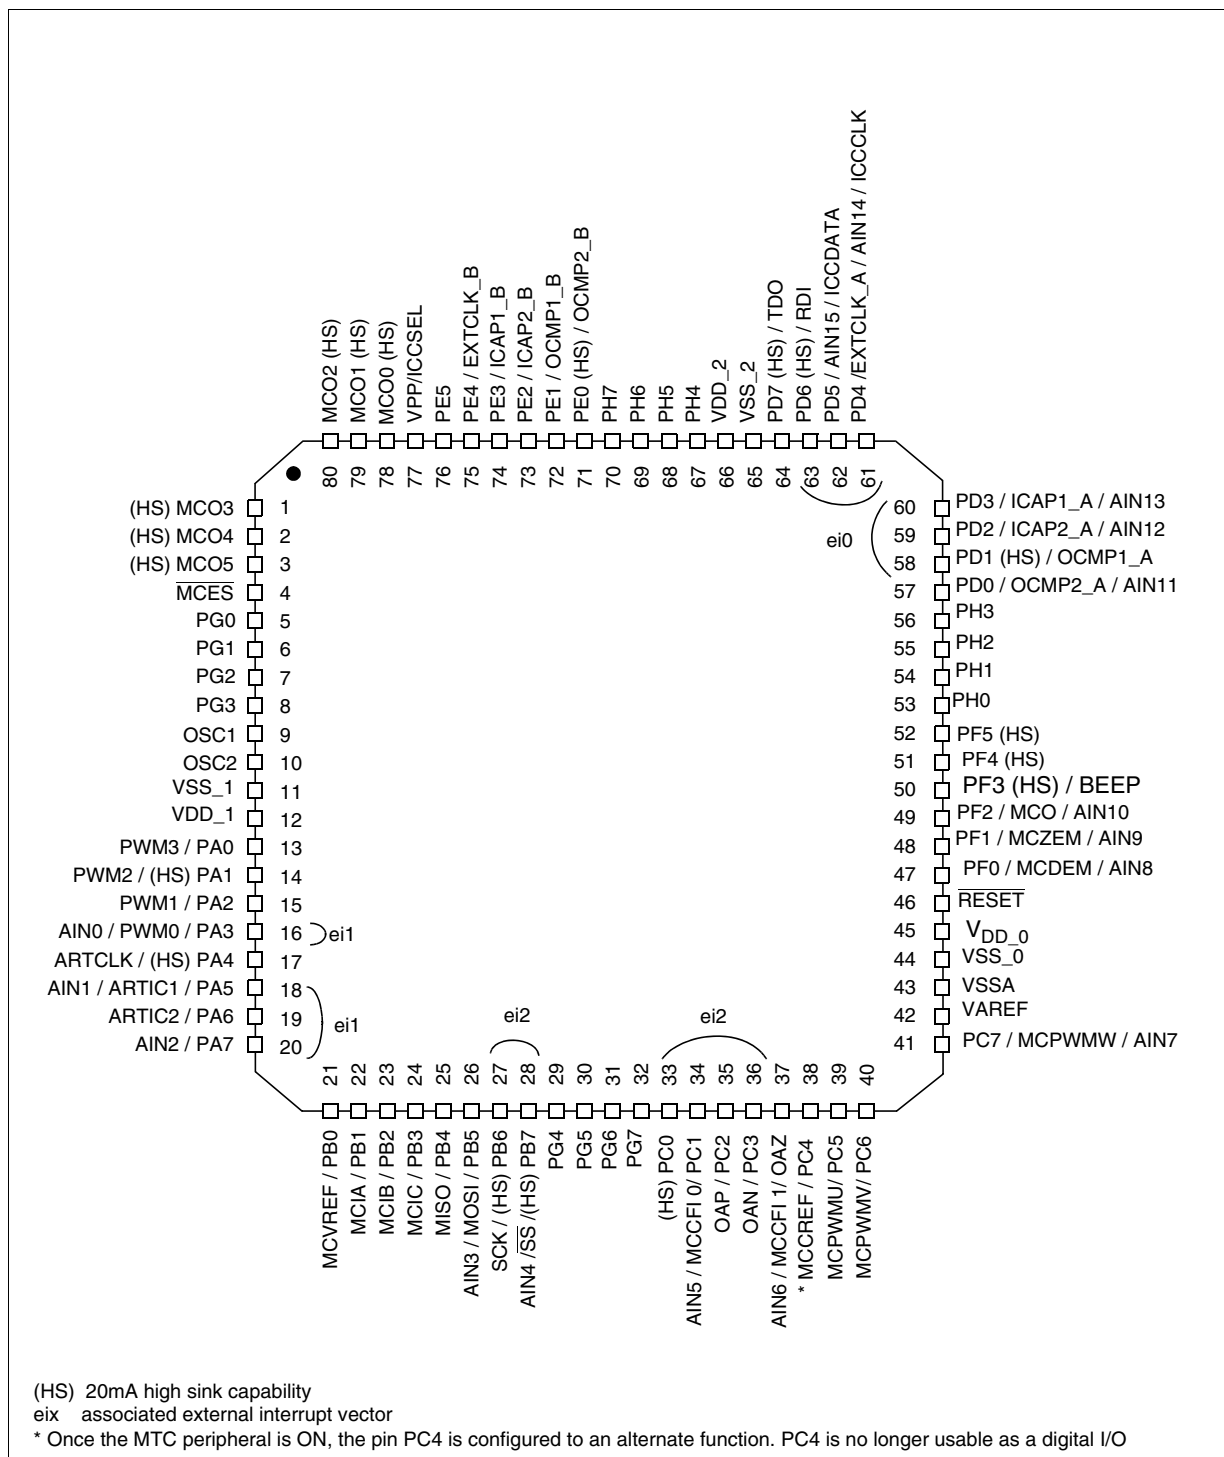 MCO2 (HS)
MCO1 (HS)
MCO0 (HS)
VPP/ICCSEL
PE5
PE4 / EXTCLK_B
PE3 / ICAP1_B
PE2 / ICAP2_B
PE1 / OCMP1_B
PE0 (HS) / OCMP2_B
PH7
PH6
PH5
PH4
VDD_2
VSS_2
PD7 (HS) / TDO
PD6 (HS) / RDI
PD5 / AIN15 / ICCDATA
PD4 /EXTCLK_A / AIN14 / ICCCLK
80
79
78
77
76
75
74
73
72
71
70
69
68
67
66
65
64
63
62
61
(HS) MCO3 1
(HS) MCO4 2
(HS) MCO5 3
MCES 4
PG0 5
PG1 6
PG2 7
PG3 8
OSC1 9
OSC2 10
VSS_1 11
VDD_1 12
PWM3 / PA0 13
PWM2 / (HS) PA1 14
PWM1 / PA2 15
AIN0 / PWM0 / PA3 16
ei1
ARTCLK / (HS) PA4 17
AIN1 / ARTIC1 / PA5 18
ARTIC2 / PA6 19
ei1
AIN2 / PA7 20
60 PD3 / ICAP1_A / AIN13
59 PD2 / ICAP2_A / AIN12
ei0
58 PD1 (HS) / OCMP1_A
57 PD0 / OCMP2_A / AIN11
56 PH3
55 PH2
54 PH1
53 PH0
52 PF5 (HS)
51 PF4 (HS)
50 PF3 (HS) / BEEP
49 PF2 / MCO / AIN10
48 PF1 / MCZEM / AIN9
47 PF0 / MCDEM / AIN8
46 RESET
45 VDD_0
44 VSS_0
43 VSSA
42 VAREF
41 PC7 / MCPWMW / AIN7
ei2
ei2
21
22
23
24
25
26
27
28
29
30
31
32
33
34
35
36
37
38
39
40
MCVREF / PB0
MCIA / PB1
MCIB / PB2
MCIC / PB3
MISO / PB4
AIN3 / MOSI / PB5
SCK / (HS) PB6
AIN4 /SS /(HS) PB7
PG4
PG5
PG6
PG7
(HS) PC0
AIN5 / MCCFI 0/ PC1
OAP / PC2
OAN / PC3
AIN6 / MCCFI 1/ OAZ
* MCCREF / PC4
MCPWMU/ PC5
MCPWMV/ PC6
(HS) 20mA high sink capability
eix associated external interrupt vector
* Once the MTC peripheral is ON, the pin PC4 is configured to an alternate function. PC4 is no longer usable as a digital I/O